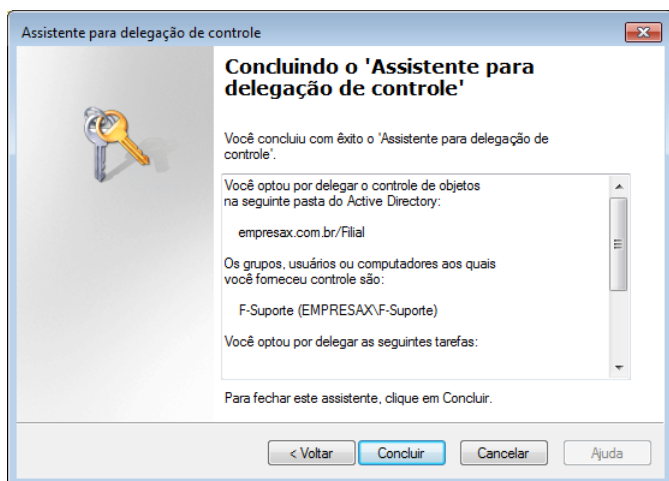 Assistente para delegação de controle
Concluindo o 'Assistente para
delegação de controle'
Você concluiu com êxito o 'Assistente para delegação de
controle'.
Você optou por delegar o controle de objetos
na seguinte pasta do Active Directory:
empresax.com.br/Filial
Os grupos, usuários ou computadores aos quais
você forneceu controle são:
F-Suporte (EMPRESAX\F-Suporte)
Você optou por delegar as seguintes tarefas:
Para fechar este assistente, clique em Concluir.
< Voltar
Concluir
Cancelar
Ajuda